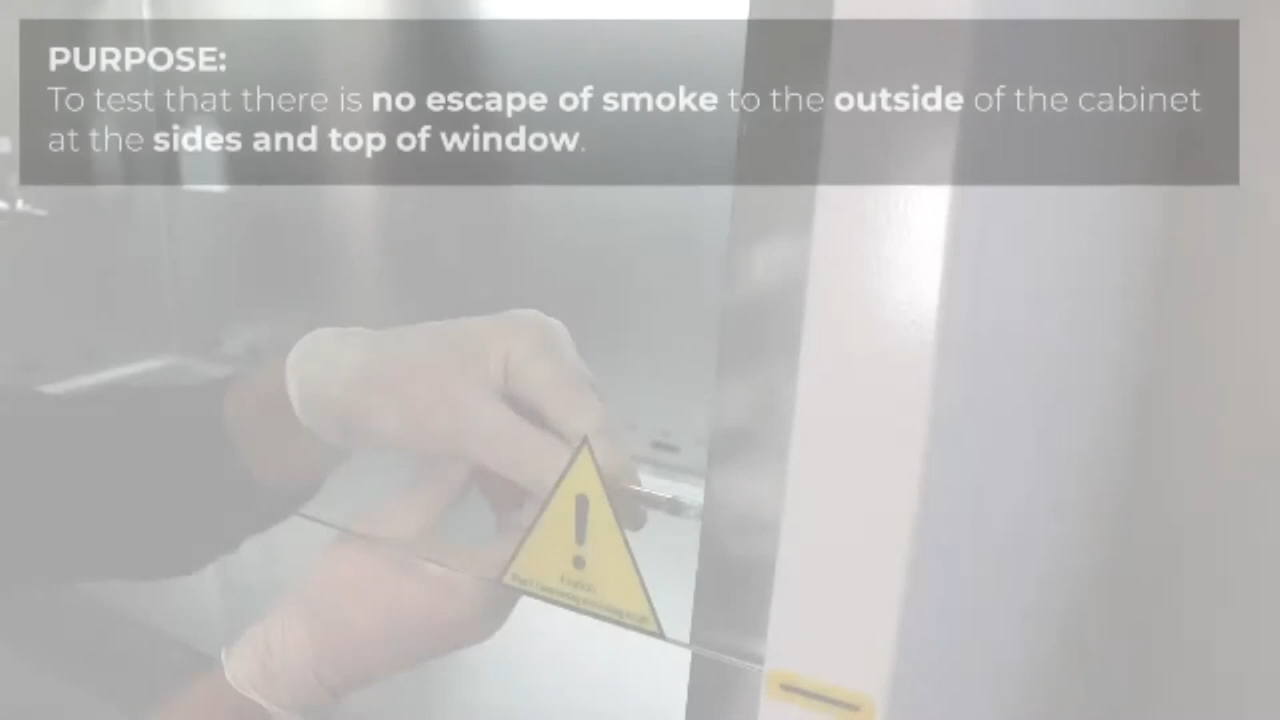 PURPOSE:
To test that there is no escape of smoke to the outside of the cabinet
at the sides and top of window.
!